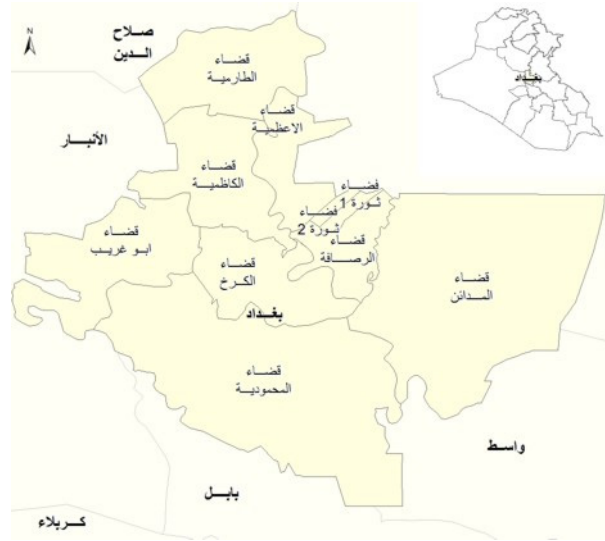 N
صلاح
الدين
قضاء
الطارمية
بغداد
قضاء
الاعظمية
الأنبار
قضاء
الكاظمية
قضاء
ثورة 1
قضاء
ثورة 2
قضاء
الرصافة
قضاء
ابو غريب
قضاء
الكرخ
قضاء
المدائن
بغداد
قضاء
المحمودية
واسط
بابل
كربلاء